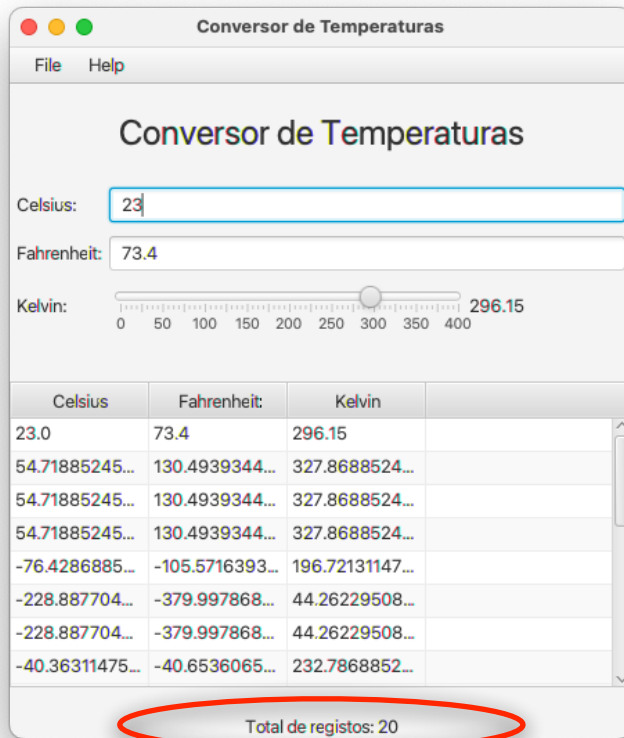 Conversor de Temperaturas
File Help
Conversor de Temperaturas
Celsius: 23
Fahrenheit: 73.4
Kelvin: 296.15
0 50 100 150 200 250 300 350 400
Celsius Fahrenheit: Kelvin
23.0 73.4 296.15
54.71885245... 130.4939344... 327.8688524...
54.71885245... 130.4939344... 327.8688524...
54.71885245... 130.4939344... 327.8688524...
-76.4286885... -105.5716393... 196.72131147...
-228.887704... -379.997868... 44.26229508...
-228.887704... -379.997868... 44.26229508...
-40.36311475... -40.6536065... 232.7868852...
Total de registos: 20